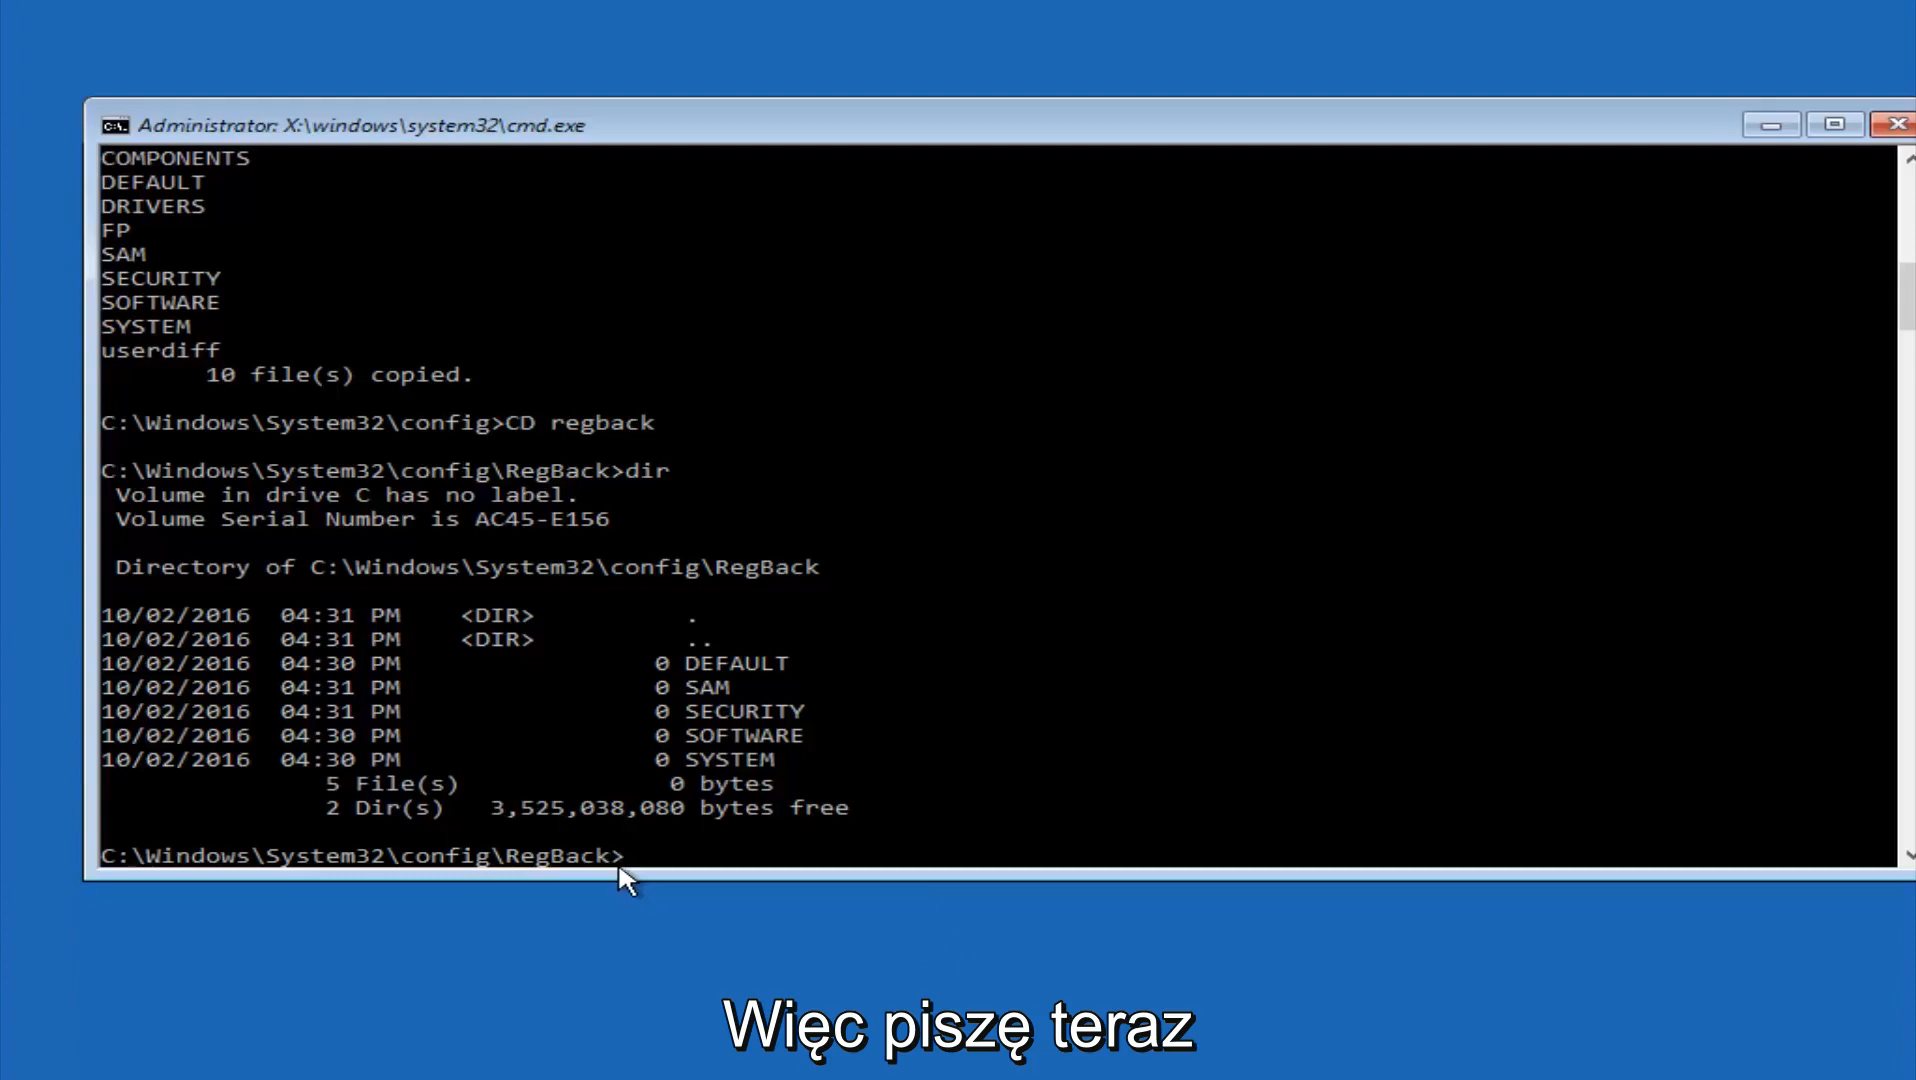 Administrator: X:\windows\system32\cmd.exe
COMPONENTS
DEFAULT
DRIVERS
FP
SAM
SECURITY
SOFTWARE
SYSTEM
userdiff
10 file(s) copied.
C:\Windows\System32\config>CD regback
C:\Windows\System32\config\RegBack>dir
Volume in drive C has no label.
Volume Serial Number is AC45-E156
Directory of C:\Windows\System32\config\RegBack
10/02/2016 04:31 PM <DIR> .
10/02/2016 04:31 PM <DIR> ..
10/02/2016 04:30 PM 0 DEFAULT
10/02/2016 04:31 PM 0 SAM
10/02/2016 04:31 PM 0 SECURITY
10/02/2016 04:30 PM 0 SOFTWARE
10/02/2016 04:30 PM 0 SYSTEM
5 File(s) 0 bytes
2 Dir(s) 3,525,038,080 bytes free
C:\Windows\System32\config\RegBack>
Więc piszę teraz